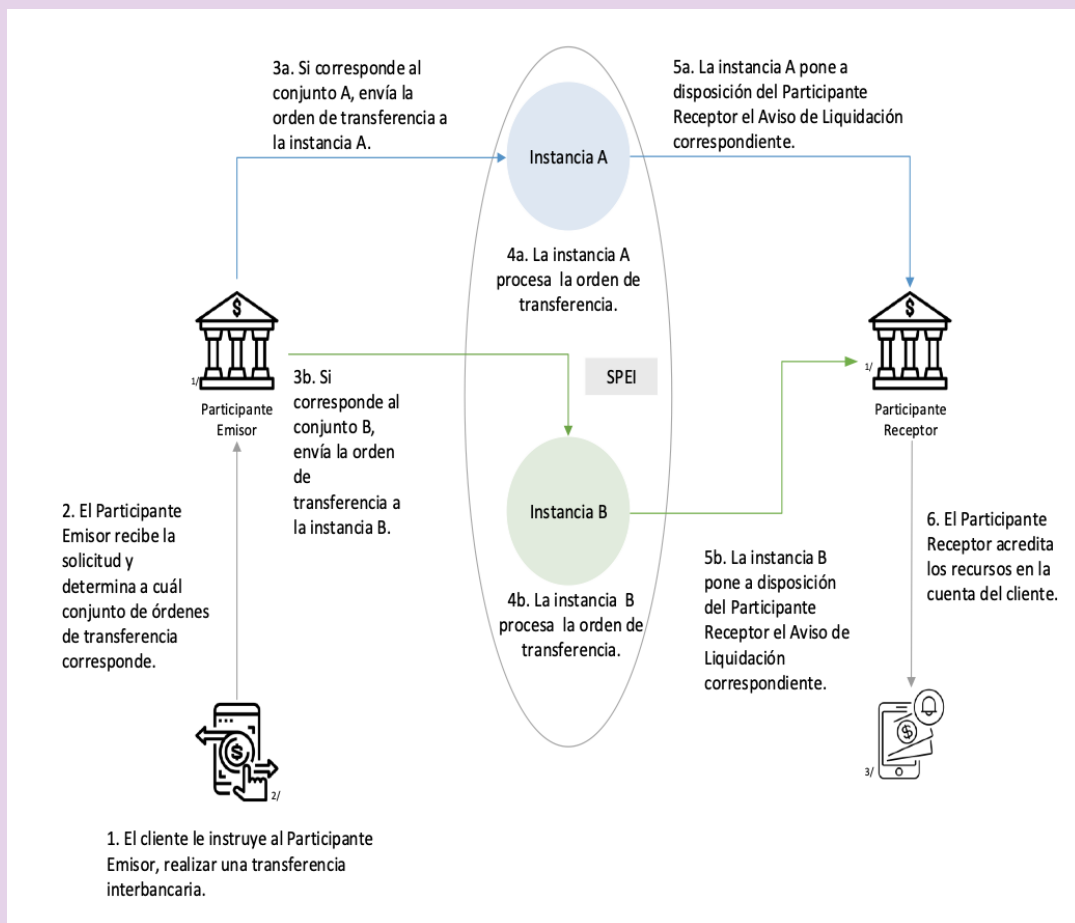 3a. Si corresponde al
conjunto A, envía la
orden de transferencia a
la instancia A.
5a. La instancia A pone a
disposición del Participante
Receptor el Aviso de Liquidación
correspondiente.
Instancia A
4a. La instancia A
procesa la orden de
transferencia.
$
1/
Participante
Emisor
3b. Si
corresponde al
conjunto B,
envía la orden
de
transferencia a
la instancia B.
SPEI
$
1/
Participante
Receptor
2. El Participante
Emisor recibe la
solicitud y
determina a cuál
conjunto de órdenes
de transferencia
corresponde.
Instancia B
4b. La instancia B
procesa la orden de
transferencia.
5b. La instancia B
pone a disposición
del Participante
Receptor el Aviso de
Liquidación
correspondiente.
6. El Participante
Receptor acredita
los recursos en la
cuenta del cliente.
$
2/
$
3/
1. El cliente le instruye al Participante
Emisor, realizar una transferencia
interbancaria.